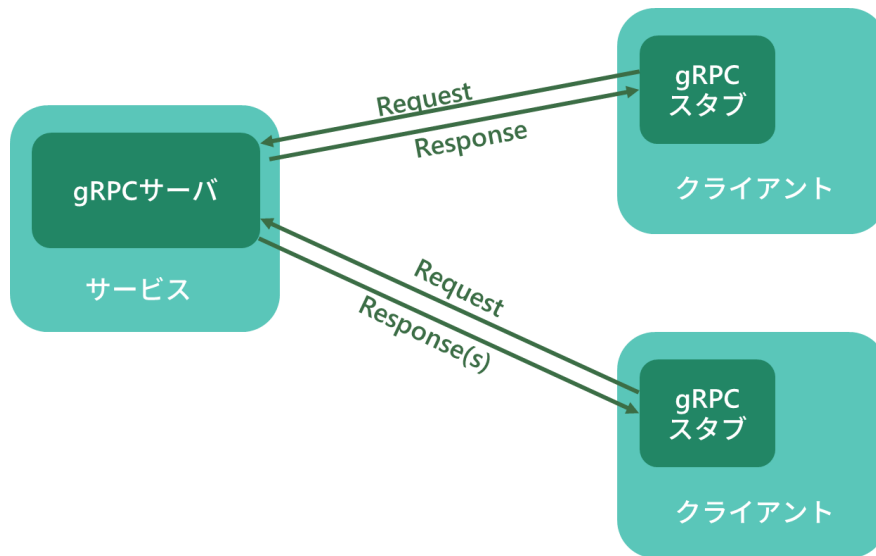 gRPCサーバ
サービス
Request
Response
gRPC
スタブ
クライアント
Request
Response(s)
gRPC
スタブ
クライアント